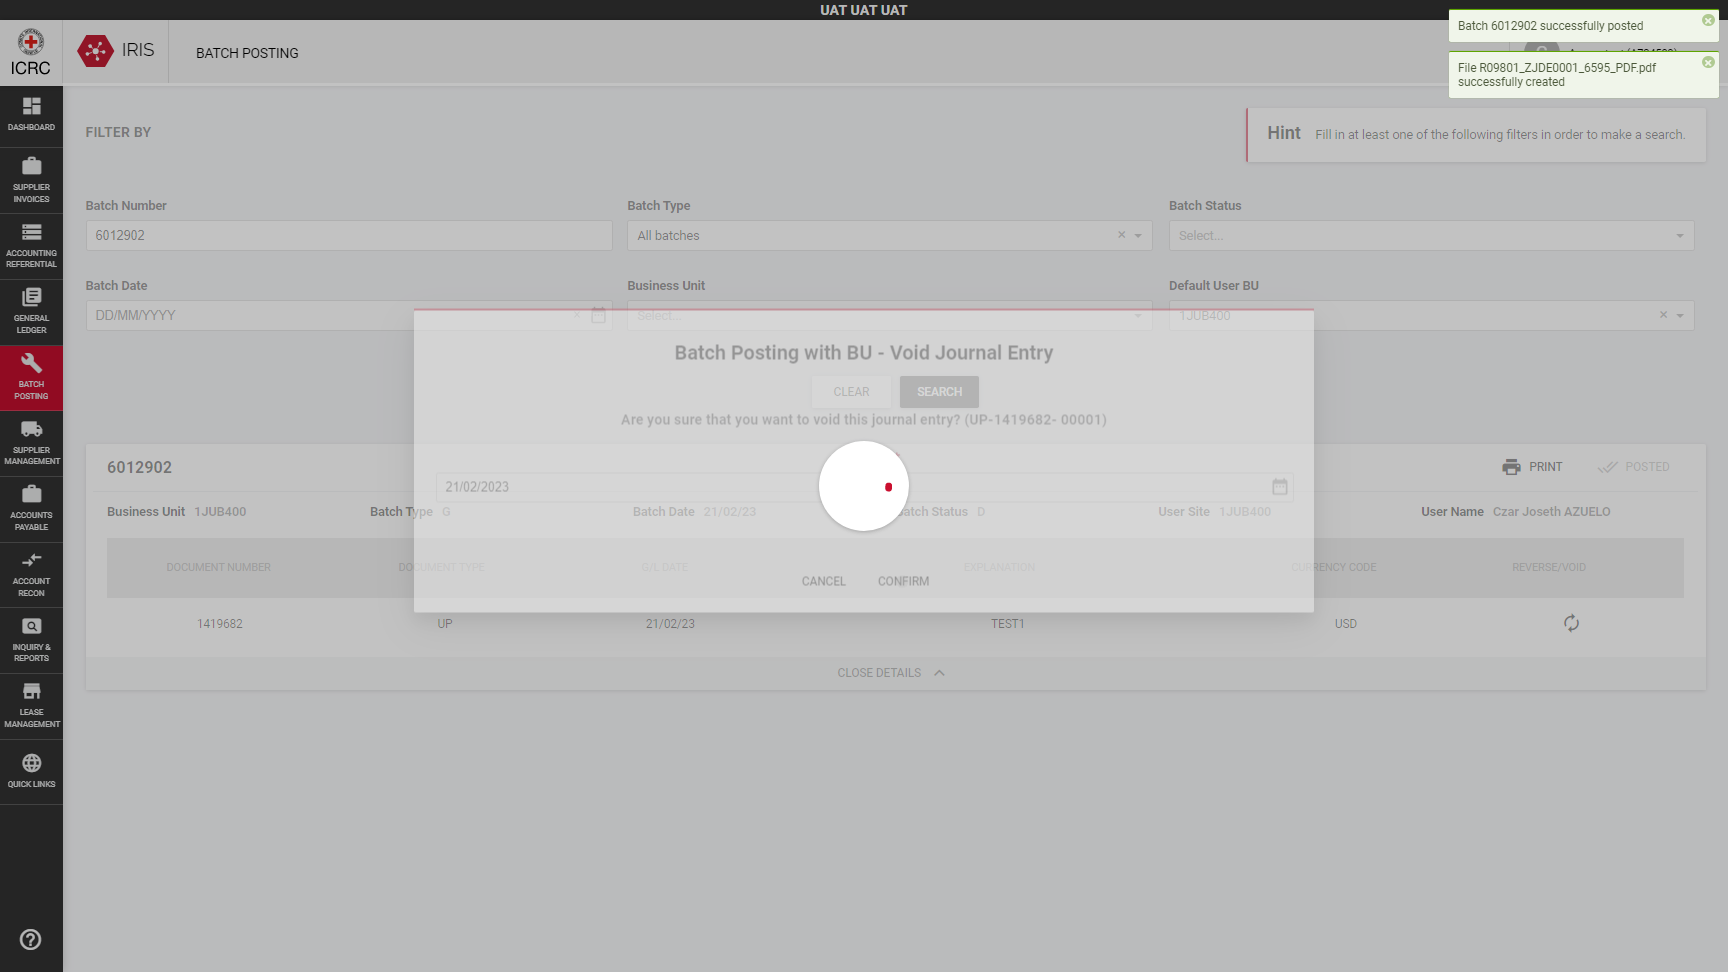 UAT UAT UAT
ICRC
IRIS
BATCH POSTING
Batch 6012902 successfully posted
File R09801_ZJDE0001_6595_PDF.pdf
successfully created
DASHBOARD
SUPPLIER
INVOICES
ACCOUNTING
REFERENTIAL
GENERAL
LEDGER
BATCH
POSTING
SUPPLIER
MANAGEMENT
ACCOUNTS
PAYABLE
ACCOUNT
RECON
INQUIRY &
REPORTS
LEASE
MANAGEMENT
QUICK LINKS
FILTER BY
Hint Fill in at least one of the following filters in order to make a search.
Batch Number
6012902
Batch Type
All batches
Batch Status
Select...
Batch Date
DD/MM/YYYY
Business Unit
Select...
Default User BU
1JUB400
Batch Posting with BU - Void Journal Entry
CLEAR SEARCH
Are you sure that you want to void this journal entry? (UP-1419682- 00001)
21/02/2023
CANCEL CONFIRM
6012902
PRINT POSTED
Business Unit 1JUB400 Batch Type G Batch Date 21/02/23 Batch Status D User Site 1JUB400 User Name Czar Joseth AZUELO
DOCUMENT NUMBER DOCUMENT TYPE G/L DATE EXPLANATION CURRENCY CODE REVERSE/VOID
1419682 UP 21/02/23 TEST1 USD
CLOSE DETAILS